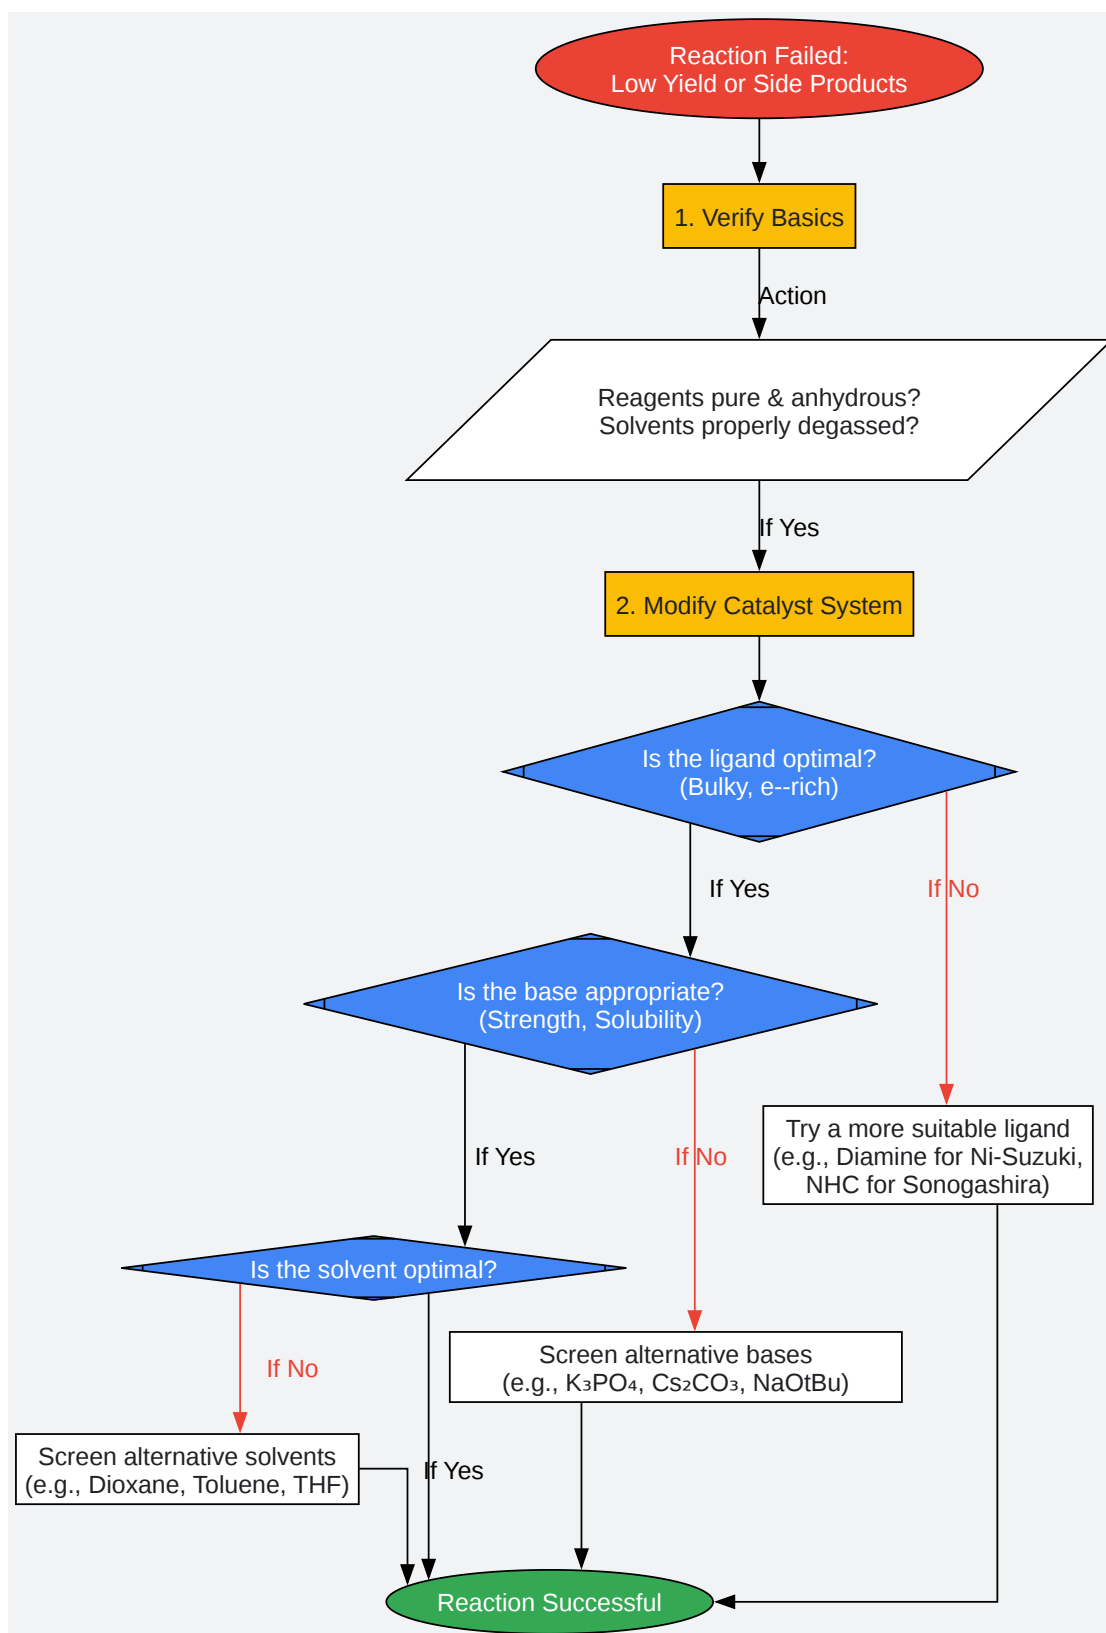 Reaction Failed:
Low Yield or Side Products
1. Verify Basics
Action
Reagents pure & anhydrous?
Solvents properly degassed?
If Yes
2. Modify Catalyst System
Is the ligand optimal?
(Bulky, e--rich)
If Yes
If No
Is the base appropriate?
(Strength, Solubility)
If Yes
If No
Try a more suitable ligand
(e.g., Diamine for Ni-Suzuki,
NHC for Sonogashira)
Is the solvent optimal?
If No
Screen alternative bases
(e.g., K₃PO₄, Cs₂CO₃, NaOtBu)
Screen alternative solvents
(e.g., Dioxane, Toluene, THF)
If Yes
Reaction Successful